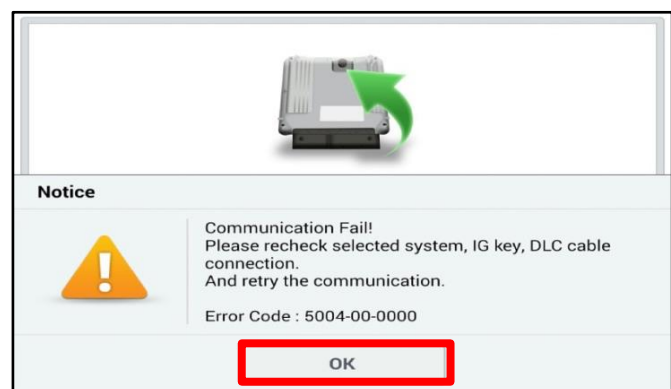 Notice
Communication Fail!
Please recheck selected system, IG key, DLC cable
connection.
And retry the communication.
Error Code : 5004-00-0000
OK